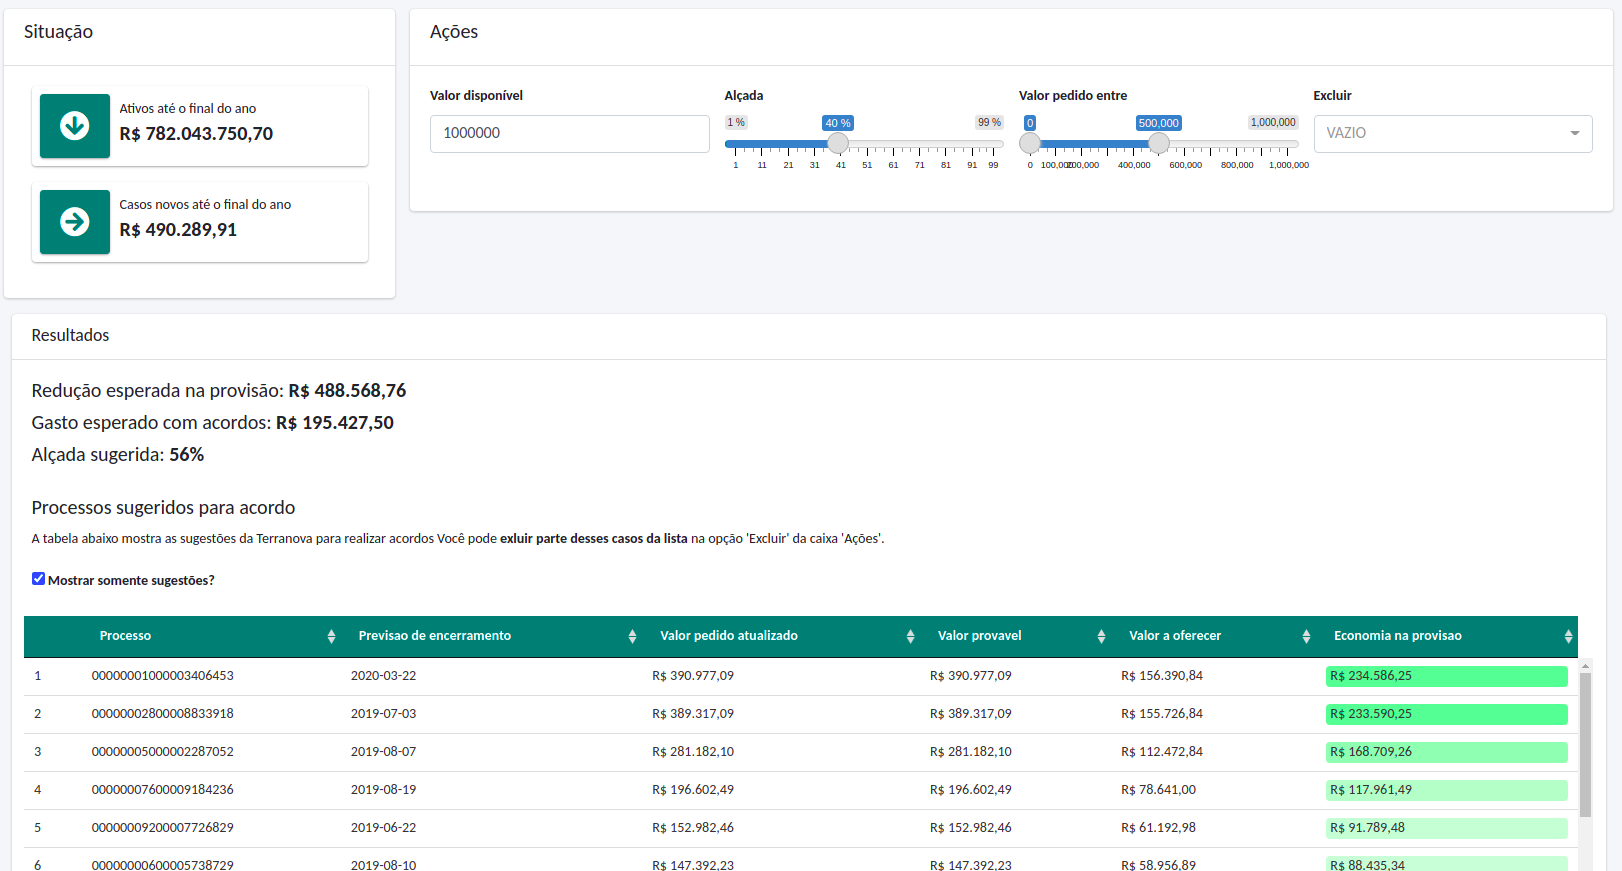 Situação
Ativos até o final do ano
R$ 782.043.750,70
Casos novos até o final do ano
R$ 490.289,91
Ações
Valor disponível
1000000
Alçada
1 % 40 % 99 %
1 11 21 31 41 51 61 71 81 91 99
Valor pedido entre
0 500,000 1,000,000
0 100,000 200,000 400,000 600,000 800,000 1,000,000
Excluir
VAZIO
Resultados
Redução esperada na provisão: R$ 488.568,76
Gasto esperado com acordos: R$ 195.427,50
Alçada sugerida: 56%
Processos sugeridos para acordo
A tabela abaixo mostra as sugestões da Terranova para realizar acordos Você pode exluir parte desses casos da lista na opção 'Excluir' da caixa 'Ações'.
Mostrar somente sugestões?
Processo Previsao de encerramento Valor pedido atualizado Valor provavel Valor a oferecer Economia na provisao
1 00000001000003406453 2020-03-22 R$ 390.977,09 R$ 390.977,09 R$ 156.390,84 R$ 234.586,25
2 00000002800008833918 2019-07-03 R$ 389.317,09 R$ 389.317,09 R$ 155.726,84 R$ 233.590,25
3 00000005000002287052 2019-08-07 R$ 281.182,10 R$ 281.182,10 R$ 112.472,84 R$ 168.709,26
4 00000007600009184236 2019-08-19 R$ 196.602,49 R$ 196.602,49 R$ 78.641,00 R$ 117.961,49
5 00000009200007726829 2019-06-22 R$ 152.982,46 R$ 152.982,46 R$ 61.192,98 R$ 91.789,48
6 00000000600005738729 2019-08-10 R$ 147.392,23 R$ 147.392,23 R$ 58.956,89 R$ 88.435,34